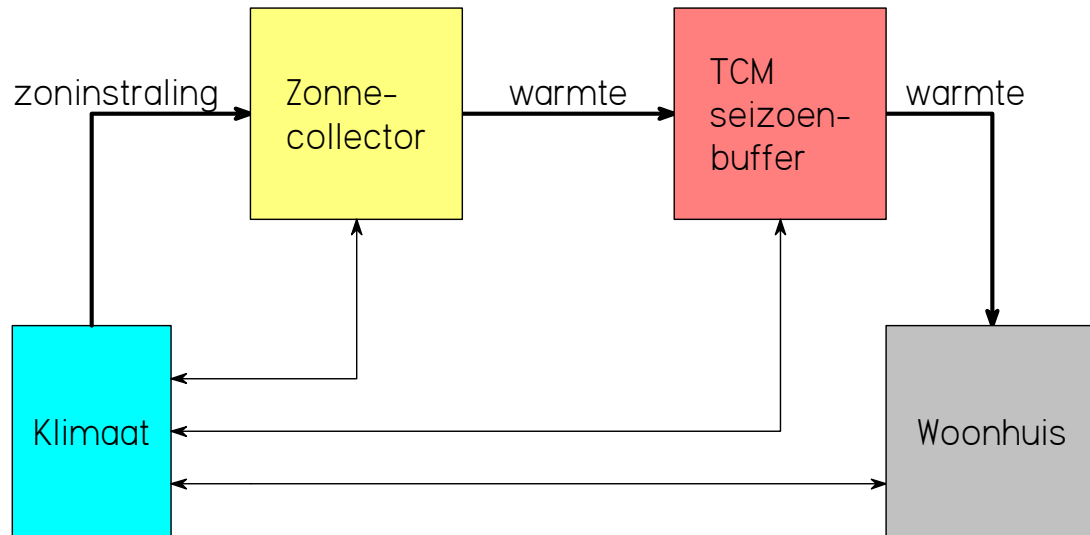 zoninstraling
Zonne-
collector
warmte
TCM
seizoen-
buffer
warmte
Klimaat
Woonhuis